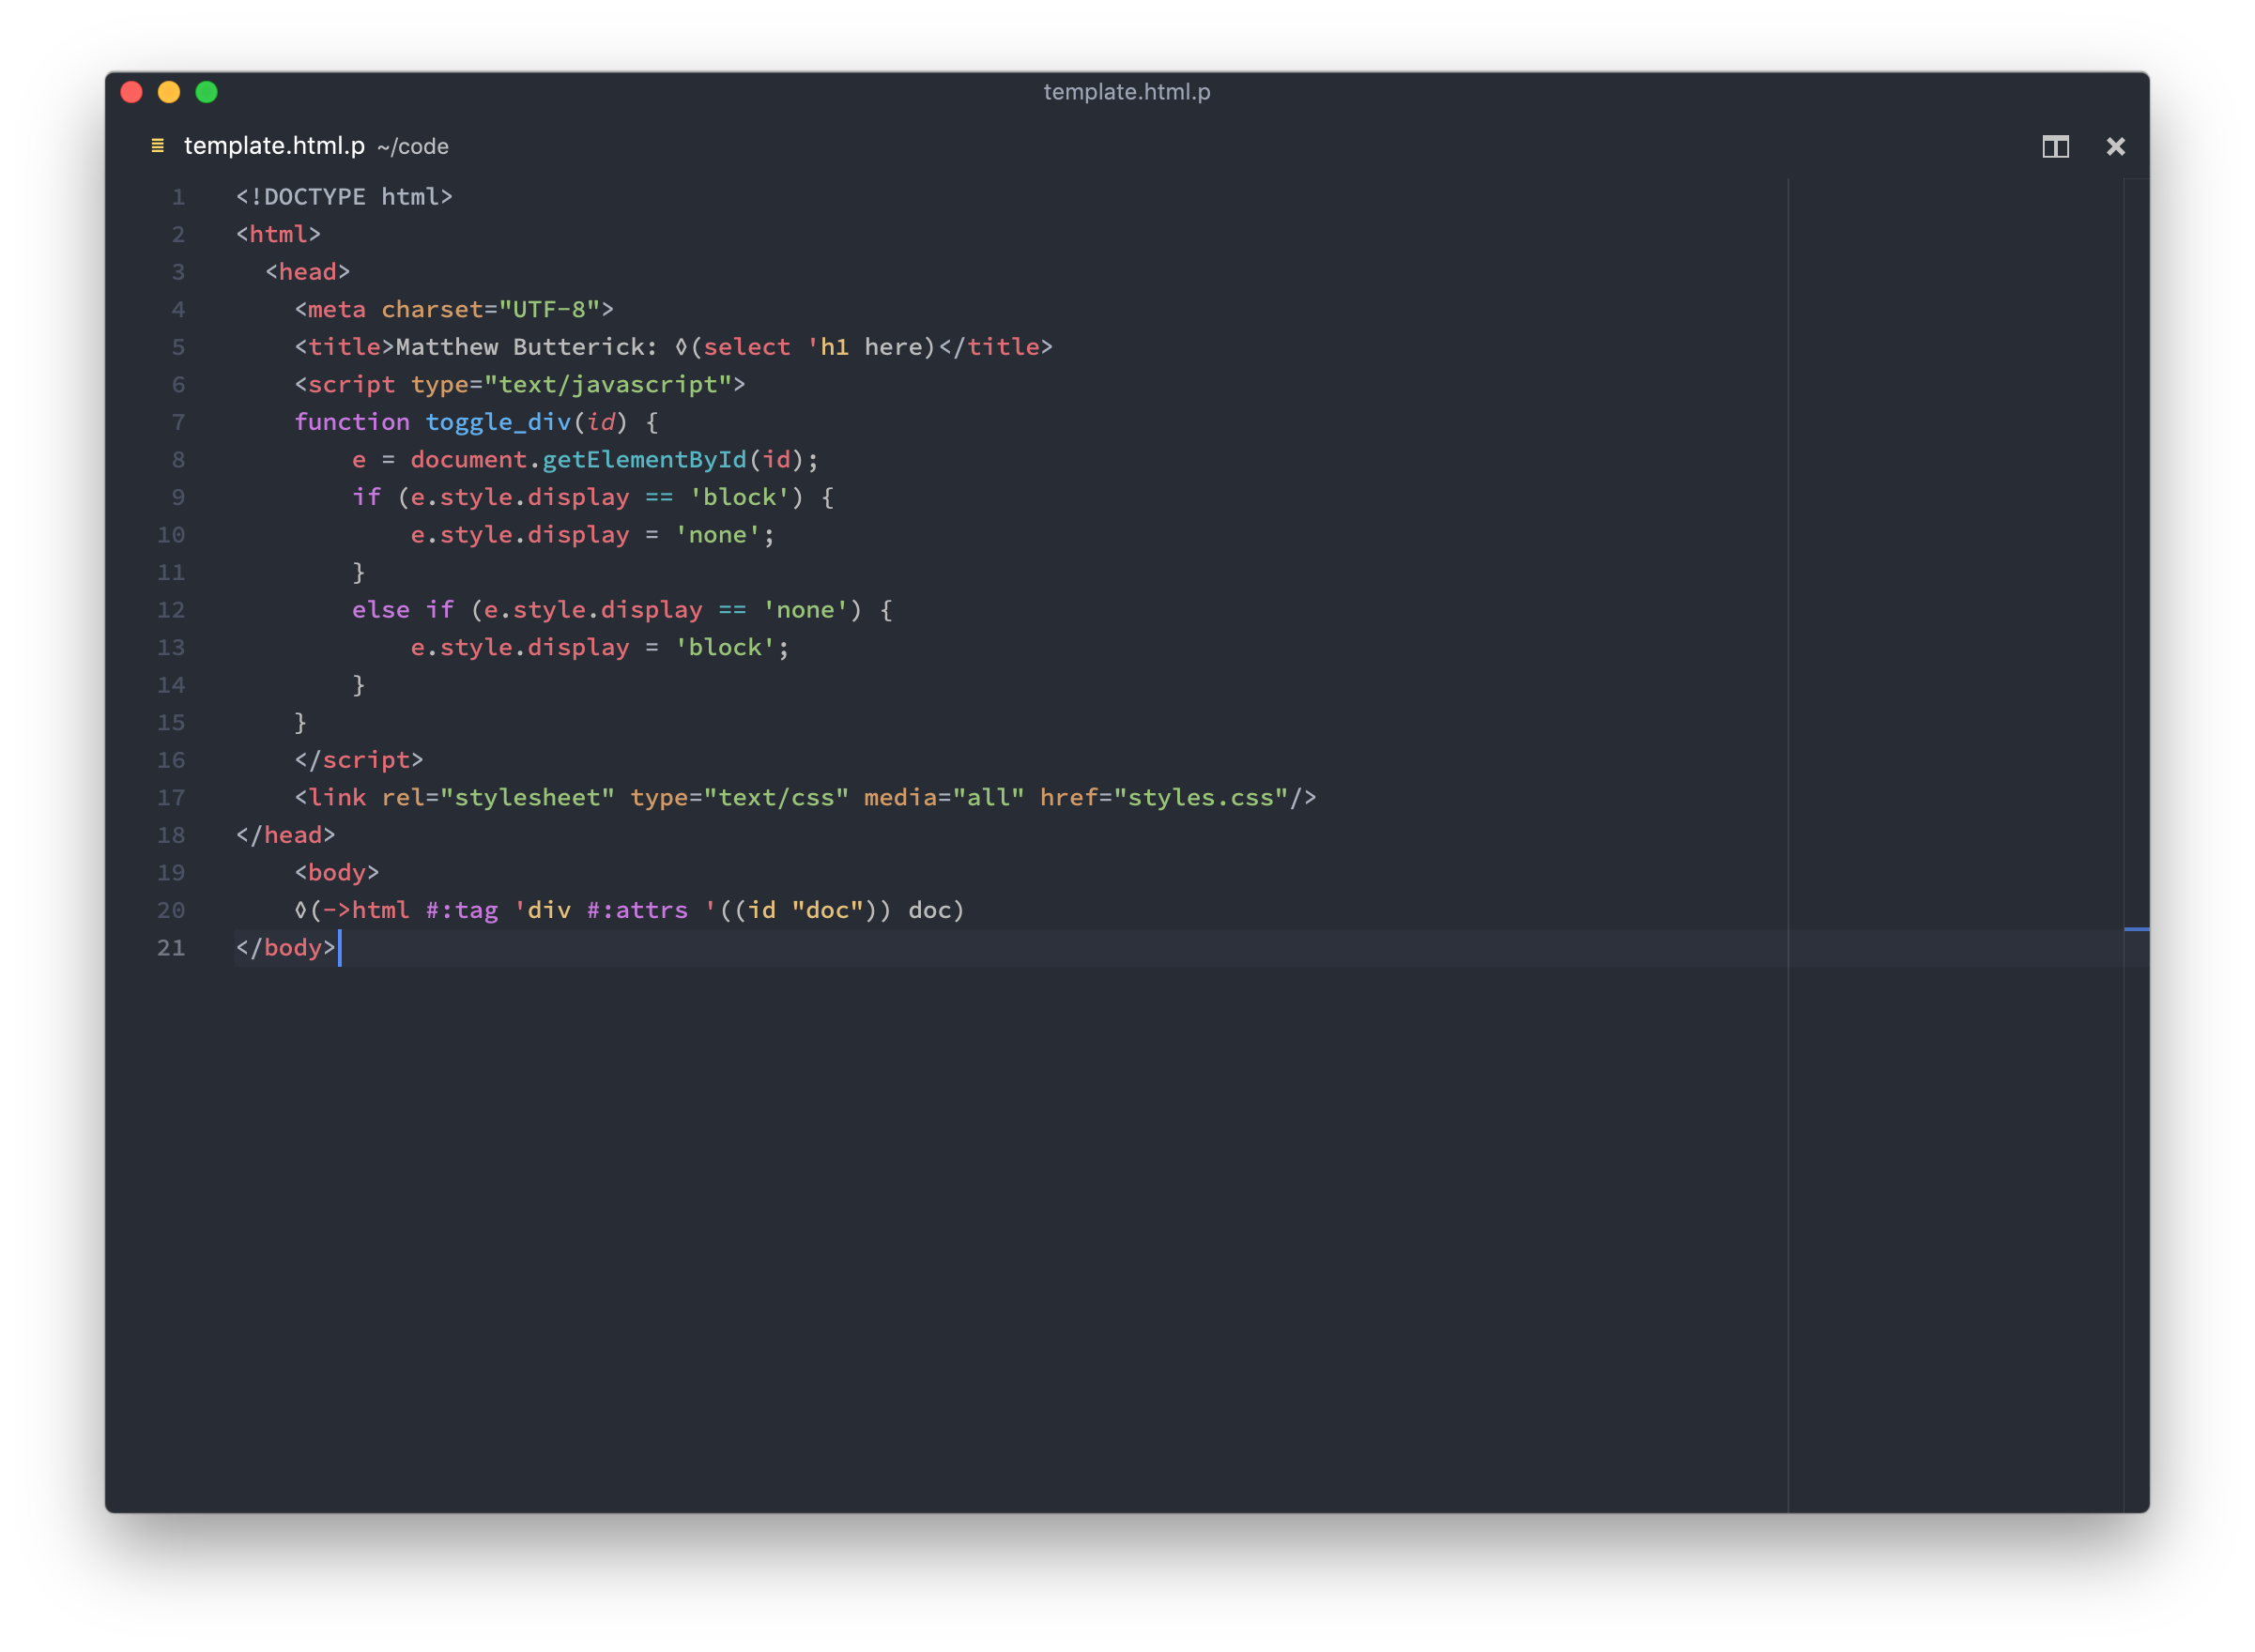 template.html.p
template.html.p ~/code
1 <!DOCTYPE html>
2 <html>
3   <head>
4     <meta charset="UTF-8">
5     <title>Matthew Butterick: ◊(select 'h1 here)</title>
6     <script type="text/javascript">
7     function toggle_div(id) {
8         e = document.getElementById(id);
9         if (e.style.display == 'block') {
10             e.style.display = 'none';
11         }
12         else if (e.style.display == 'none') {
13             e.style.display = 'block';
14         }
15     }
16     </script>
17     <link rel="stylesheet" type="text/css" media="all" href="styles.css"/>
18 </head>
19     <body>
20     ◊(->html #:tag 'div #:attrs '((id "doc")) doc)
21 </body>